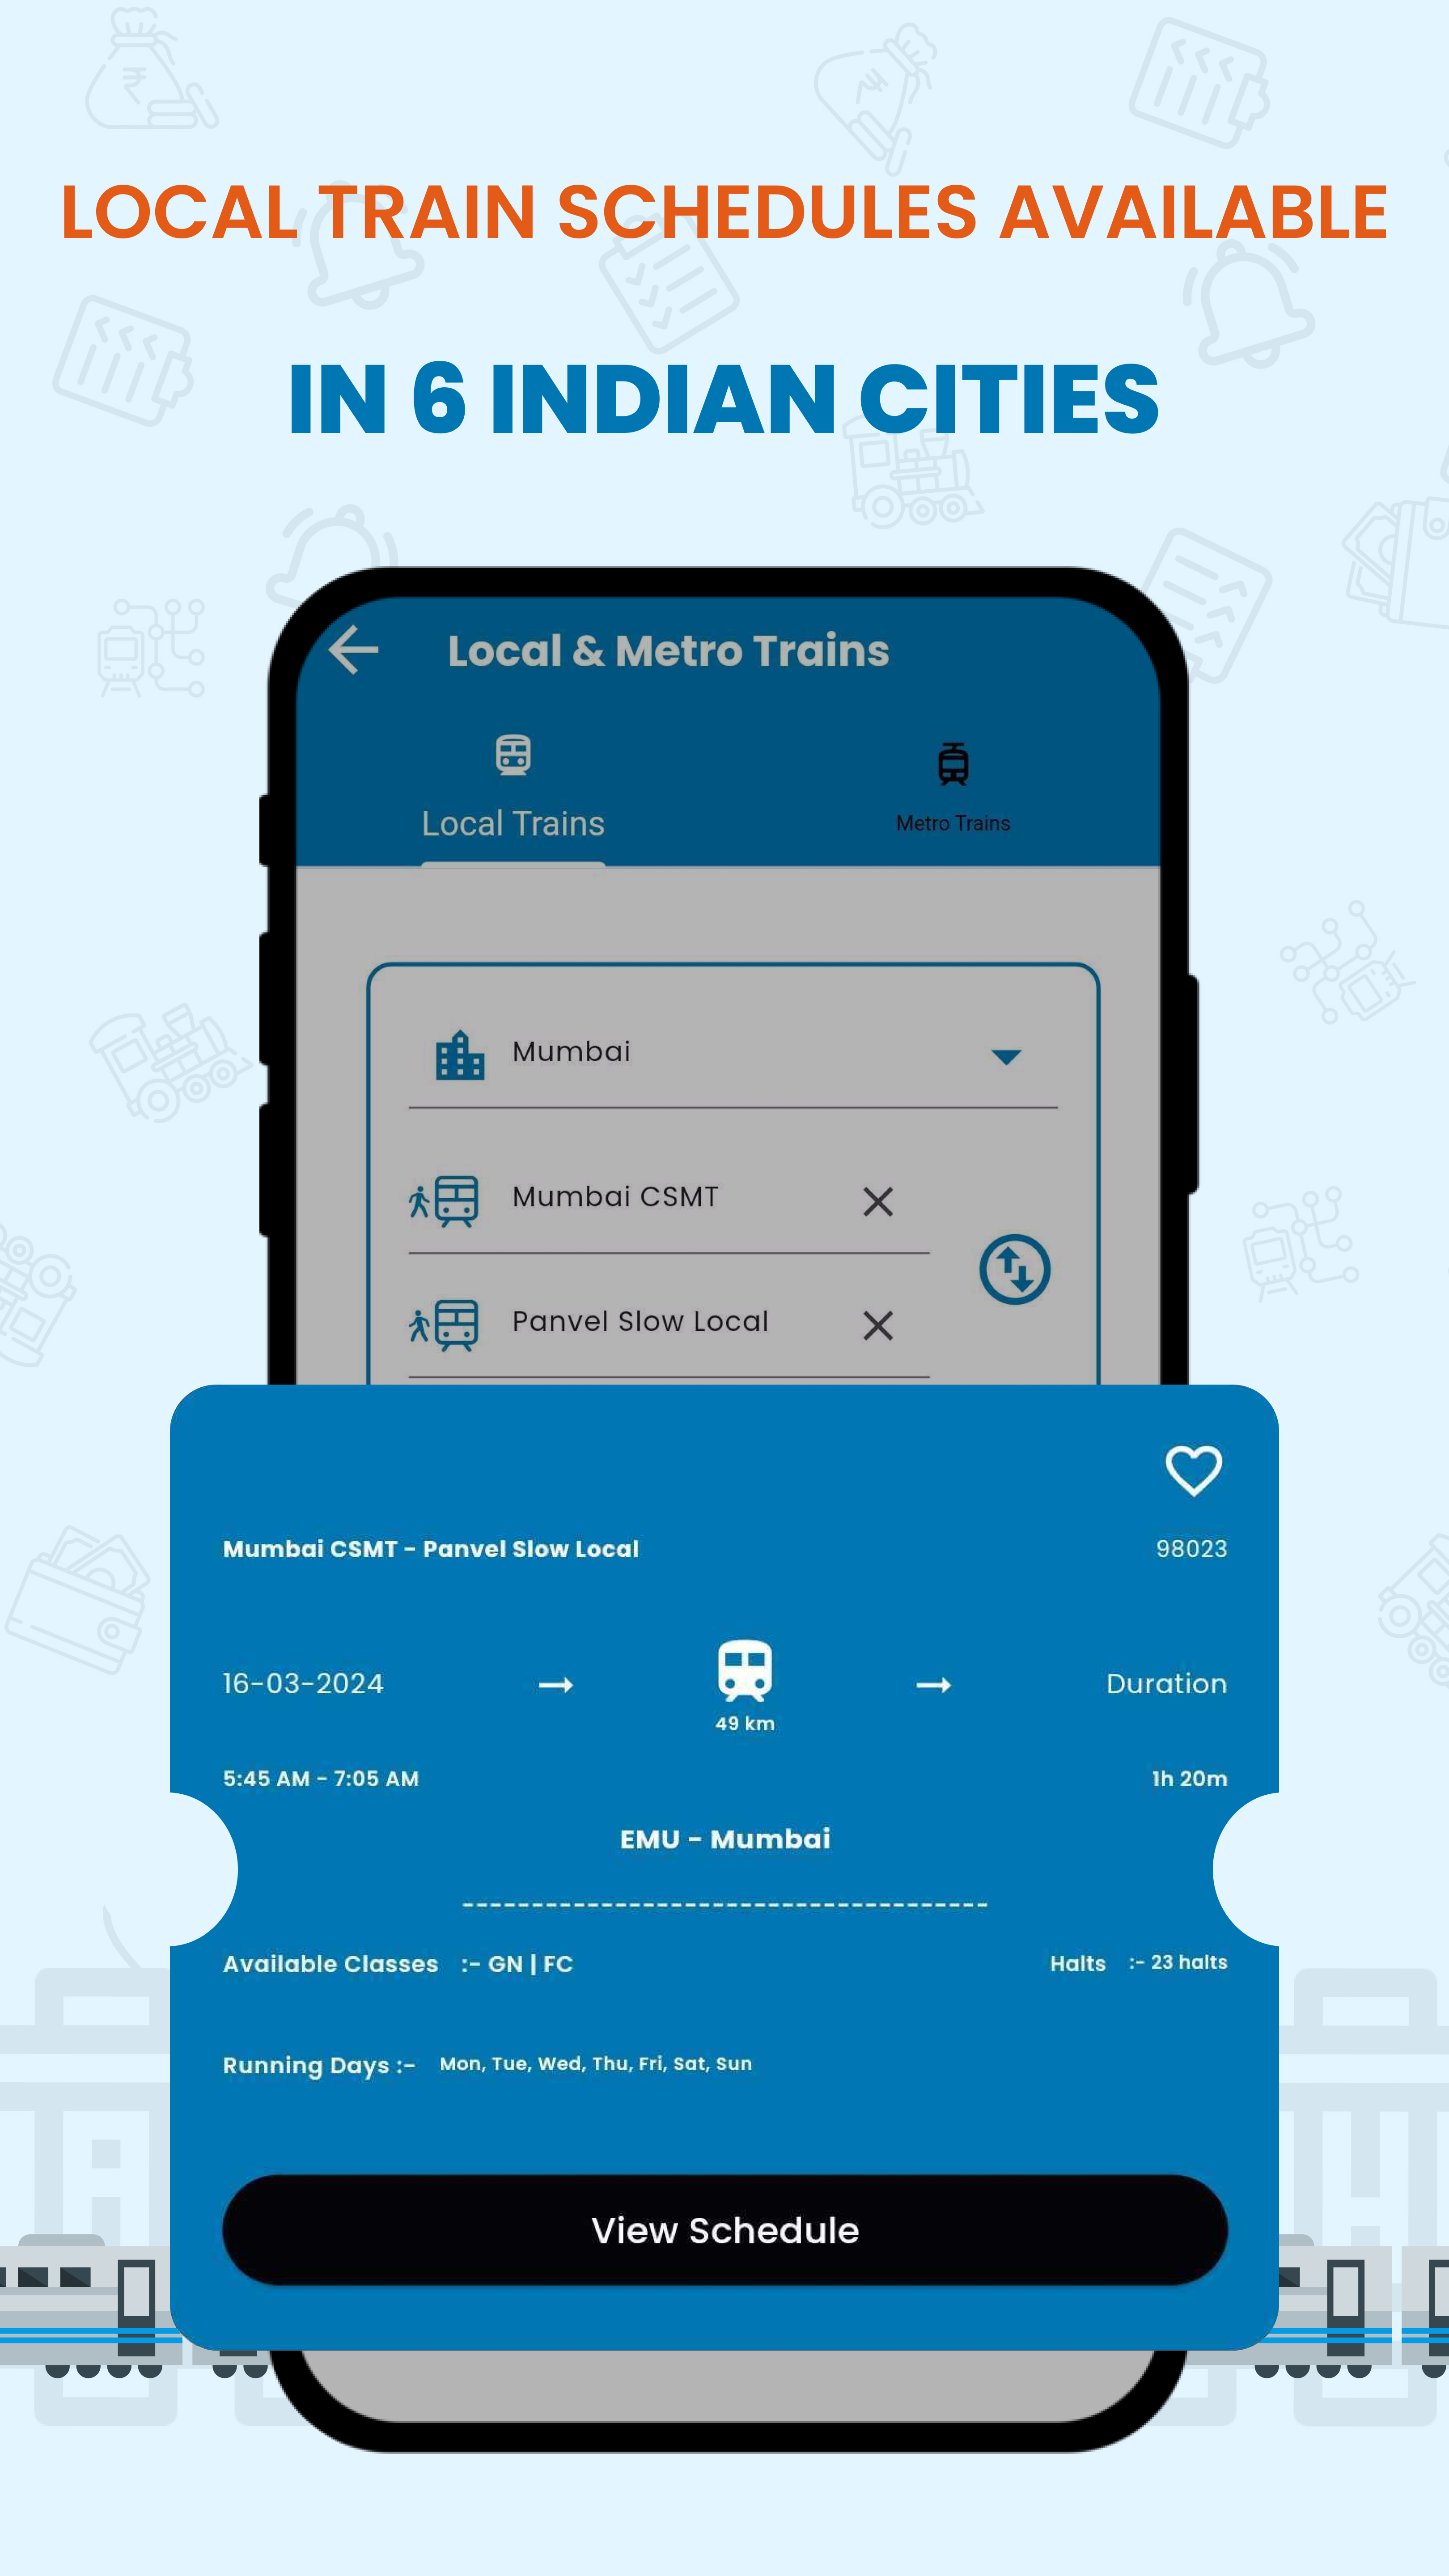 LOCAL TRAIN SCHEDULES AVAILABLE
IN 6 INDIAN CITIES
Local & Metro Trains
Local Trains
Metro Trains
Mumbai
Mumbai CSMT
Panvel Slow Local
Mumbai CSMT - Panvel Slow Local 98023
16-03-2024 Duration
49 km
5:45 AM - 7:05 AM 1h 20m
EMU - Mumbai
--------------------------------------
Available Classes :- GN | FC Halts :- 23 halts
Running Days :- Mon, Tue, Wed, Thu, Fri, Sat, Sun
View Schedule